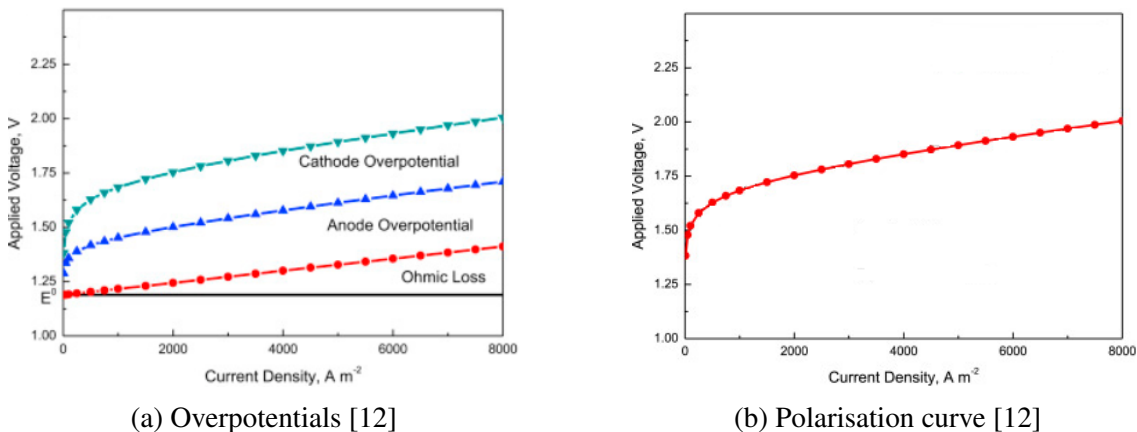 Applied Voltage, V
2.25
2.00
1.75
1.50
1.25
E⁰
1.00
Cathode Overpotential
Anode Overpotential
Ohmic Loss
0 2000 4000 6000 8000
Current Density, A m⁻²
(a) Overpotentials [12]
Applied Voltage, V
2.25
2.00
1.75
1.50
1.25
1.00
0 2000 4000 6000 8000
Current Density, A m⁻²
(b) Polarisation curve [12]